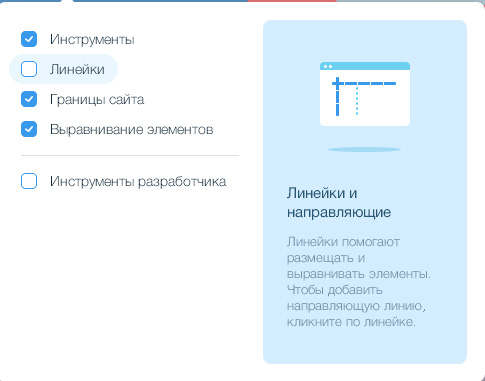 Инструменты
Линейки
Границы сайта
Выравнивание элементов
Инструменты разработчика
Линейки и
направляющие
Линейки помогают
размещать и
выравнивать элементы.
Чтобы добавить
направляющую линию,
кликните по линейке.